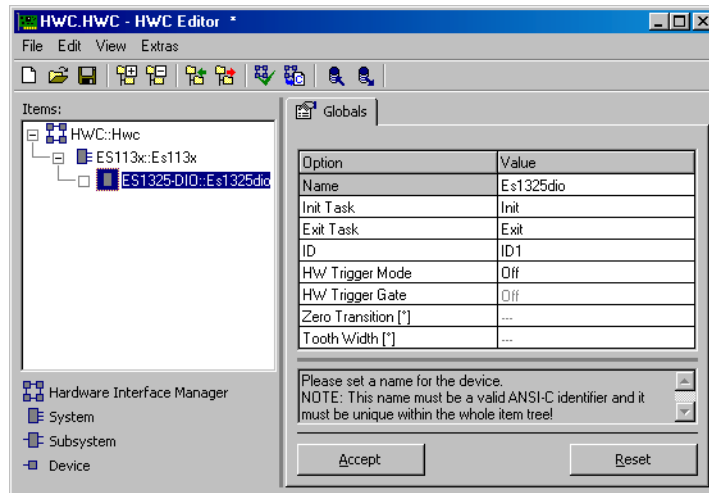 HWC.HWC - HWC Editor *
File Edit View Extras
Items:
HWC::Hwc
ES113x::Es113x
ES1325-DIO::Es1325dio
Hardware Interface Manager
System
Subsystem
Device
Globals
Option Value
Name Es1325dio
Init Task Init
Exit Task Exit
ID ID1
HW Trigger Mode Off
HW Trigger Gate Off
Zero Transition [°] ---
Tooth Width [°] ---
Please set a name for the device.
NOTE: This name must be a valid ANSI-C identifier and it
must be unique within the whole item tree!
Accept Reset